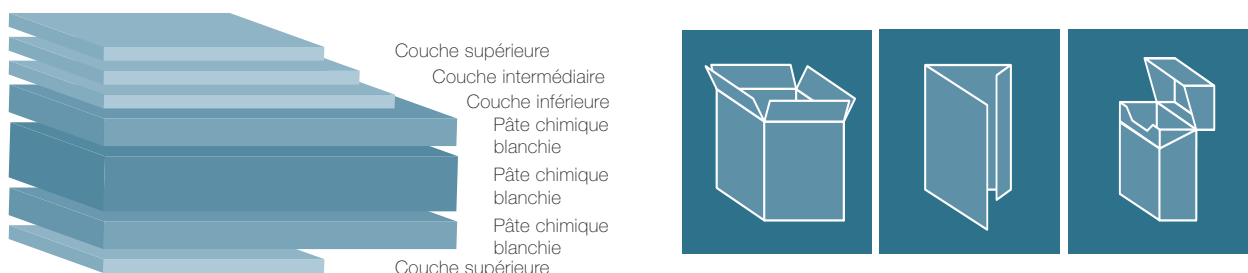 Couche supérieure
Couche intermédiaire
Couche inférieure
Pâte chimique
blanchie
Pâte chimique
blanchie
Pâte chimique
blanchie
Couche supérieure